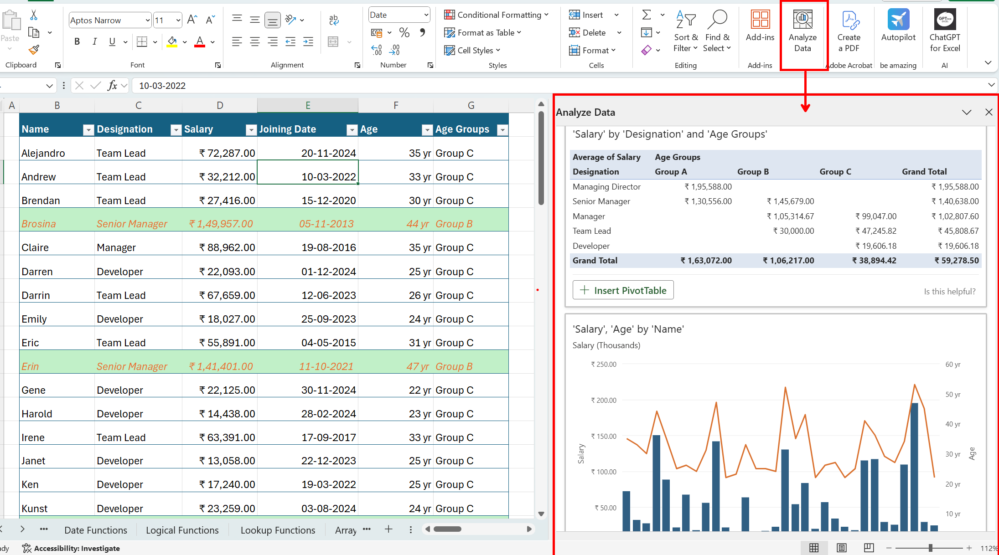 Aptos Narrow
11
Date
Conditional Formatting
Insert
Paste
B I U
Format as Table
Delete
Cell Styles
Format
Sort & Filter
Find & Select
Add-ins
Analyze Data
Create a PDF
Autopilot
ChatGPT for Excel
Clipboard
Font
Alignment
Number
Styles
Cells
Editing
Add-ins
Adobe Acrobat
be amazing
AI
fx
10-03-2022
A B C D E F G
Name Designation Salary Joining Date Age Age Groups
Alejandro Team Lead ₹ 72,287.00 20-11-2024 35 yr Group C
Andrew Team Lead ₹ 32,212.00 10-03-2022 33 yr Group C
Brendan Team Lead ₹ 27,416.00 15-12-2020 30 yr Group C
Brosina Senior Manager ₹ 1,49,957.00 05-11-2013 44 yr Group B
Claire Manager ₹ 88,962.00 19-08-2016 35 yr Group C
Darren Developer ₹ 22,093.00 01-12-2024 25 yr Group C
Darrin Team Lead ₹ 67,659.00 12-06-2023 26 yr Group C
Emily Developer ₹ 18,027.00 25-09-2023 24 yr Group C
Eric Team Lead ₹ 55,891.00 04-05-2015 31 yr Group C
Erin Senior Manager ₹ 1,41,401.00 11-10-2021 47 yr Group B
Gene Developer ₹ 22,125.00 30-11-2024 22 yr Group C
Harold Developer ₹ 14,438.00 28-02-2024 23 yr Group C
Irene Team Lead ₹ 63,391.00 17-09-2017 33 yr Group C
Janet Developer ₹ 13,058.00 22-12-2023 25 yr Group C
Ken Developer ₹ 17,240.00 19-03-2022 25 yr Group C
Kunst Developer ₹ 23,259.00 03-08-2024 24 yr Group C
Analyze Data
'Salary' by 'Designation' and 'Age Groups'
Average of Salary Age Groups
Designation Group A Group B Group C Grand Total
Managing Director ₹ 1,95,588.00 ₹ 1,95,588.00
Senior Manager ₹ 1,30,556.00 ₹ 1,45,679.00 ₹ 1,40,638.00
Manager ₹ 1,05,314.67 ₹ 99,047.00 ₹ 1,02,807.60
Team Lead ₹ 30,000.00 ₹ 47,245.82 ₹ 45,808.67
Developer ₹ 19,606.18 ₹ 19,606.18
Grand Total ₹ 1,63,072.00 ₹ 1,06,217.00 ₹ 38,894.42 ₹ 59,278.50
Insert PivotTable
Is this helpful?
'Salary', 'Age' by 'Name'
Salary (Thousands)
₹ 250.00 60 yr
50 yr
₹ 200.00
40 yr
₹ 150.00
Salary
30 yr
Age
₹ 100.00
20 yr
₹ 50.00
10 yr
Date Functions Logical Functions Lookup Functions Array
Accessibility: Investigate
112%